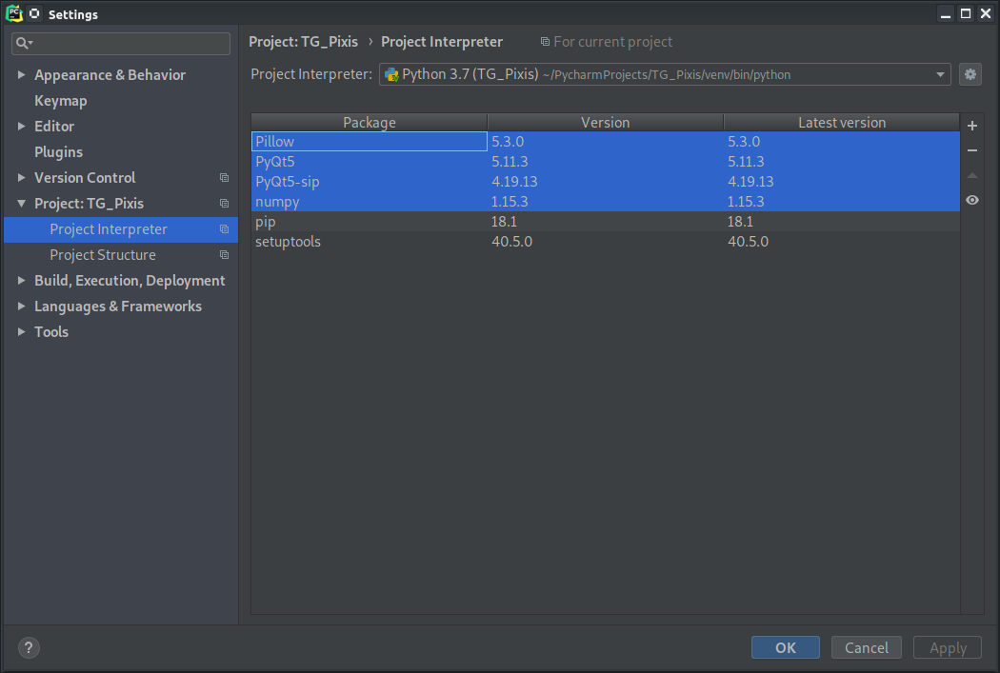 Settings
Project: TG_Pixis › Project Interpreter For current project
Project Interpreter: Python 3.7 (TG_Pixis) ~/PycharmProjects/TG_Pixis/venv/bin/python
Appearance & Behavior
Keymap
Editor
Plugins
Version Control
Project: TG_Pixis
Project Interpreter
Project Structure
Build, Execution, Deployment
Languages & Frameworks
Tools
Package Version Latest version
Pillow 5.3.0 5.3.0
PyQt5 5.11.3 5.11.3
PyQt5-sip 4.19.13 4.19.13
numpy 1.15.3 1.15.3
pip 18.1 18.1
setuptools 40.5.0 40.5.0
? OK Cancel Apply